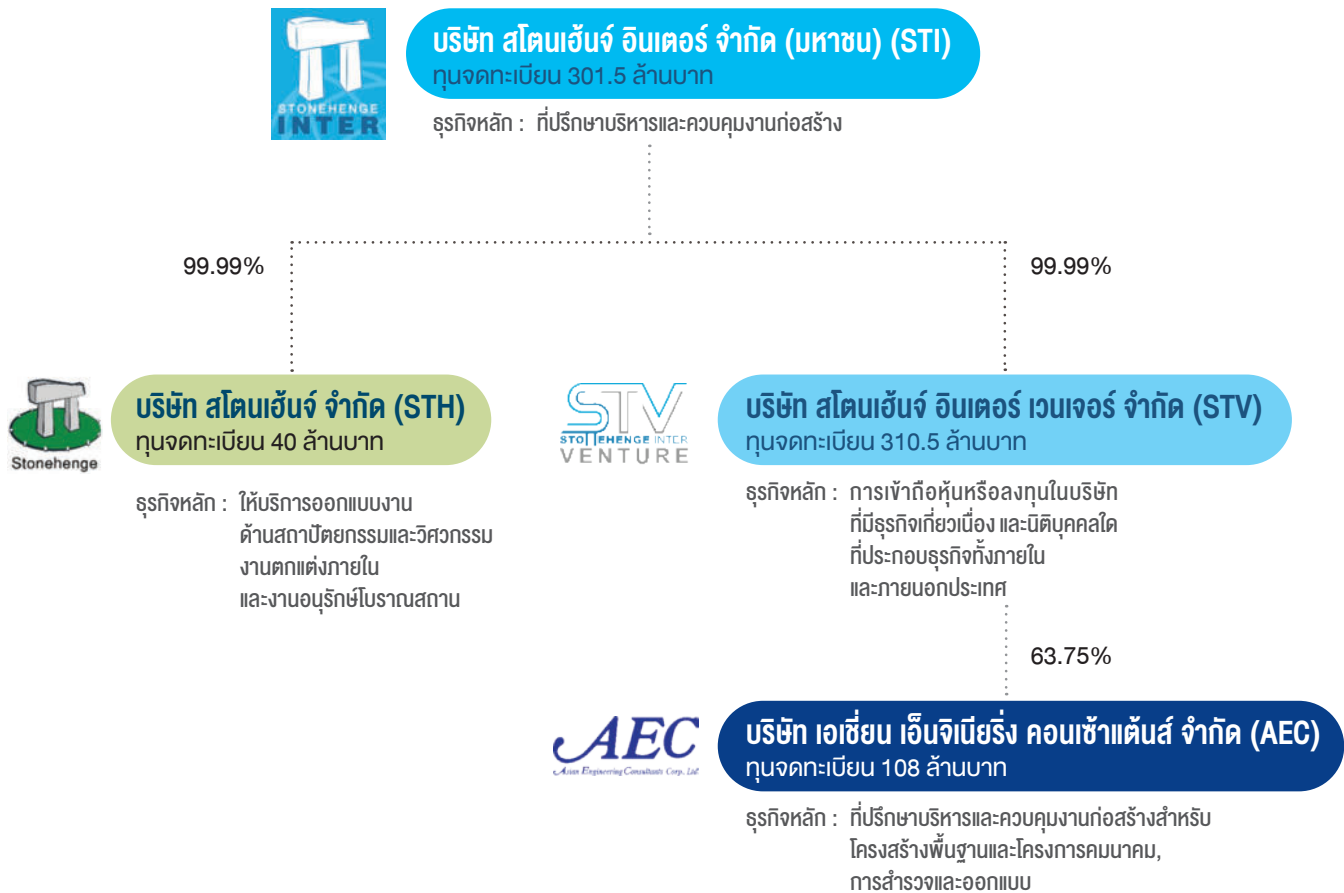 STONEHENGE
INTER
บริษัท สโตนเฮ้นจ์ อินเตอร์ จำกัด (มหาชน) (STI)
ทุนจดทะเบียน 301.5 ล้านบาท
ธุรกิจหลัก : ที่ปรึกษาบริหารและควบคุมงานก่อสร้าง
99.99%
99.99%
Stonehenge
บริษัท สโตนเฮ้นจ์ จำกัด (STH)
ทุนจดทะเบียน 40 ล้านบาท
ธุรกิจหลัก : ให้บริการออกแบบงาน
ด้านสถาปัตยกรรมและวิศวกรรม
งานตกแต่งภายใน
และงานอนุรักษ์โบราณสถาน
STV
STONEHENGE INTER
VENTURE
บริษัท สโตนเฮ้นจ์ อินเตอร์ เวนเจอร์ จำกัด (STV)
ทุนจดทะเบียน 310.5 ล้านบาท
ธุรกิจหลัก : การเข้าถือหุ้นหรือลงทุนในบริษัท
ที่มีธุรกิจเกี่ยวเนื่อง และนิติบุคคลใด
ที่ประกอบธุรกิจทั้งภายใน
และภายนอกประเทศ
63.75%
AEC
Asian Engineering Consultants Corp., Ltd
บริษัท เอเชี่ยน เอ็นจิเนียริ่ง คอนเซ้าแต้นส์ จำกัด (AEC)
ทุนจดทะเบียน 108 ล้านบาท
ธุรกิจหลัก : ที่ปรึกษาบริหารและควบคุมงานก่อสร้างสำหรับ
โครงสร้างพื้นฐานและโครงการคมนาคม,
การสำรวจและออกแบบ